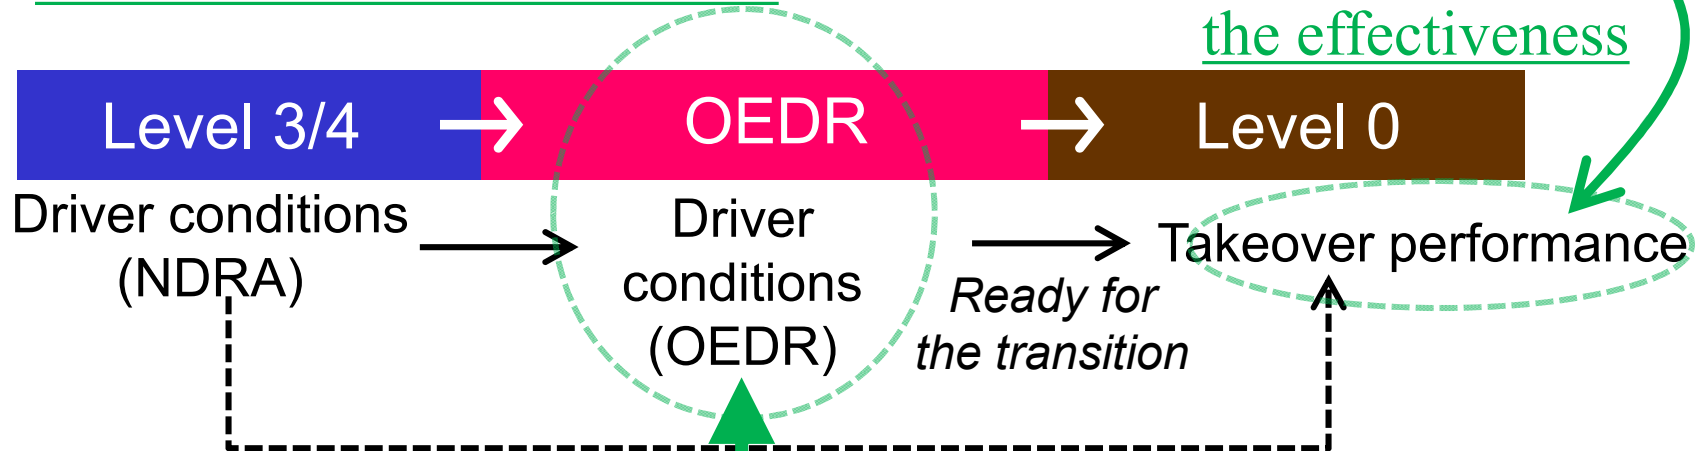 the effectiveness
Level 3/4
OEDR
Level 0
Driver conditions
(NDRA)
Driver
conditions
(OEDR)
Ready for
the transition
Takeover performance